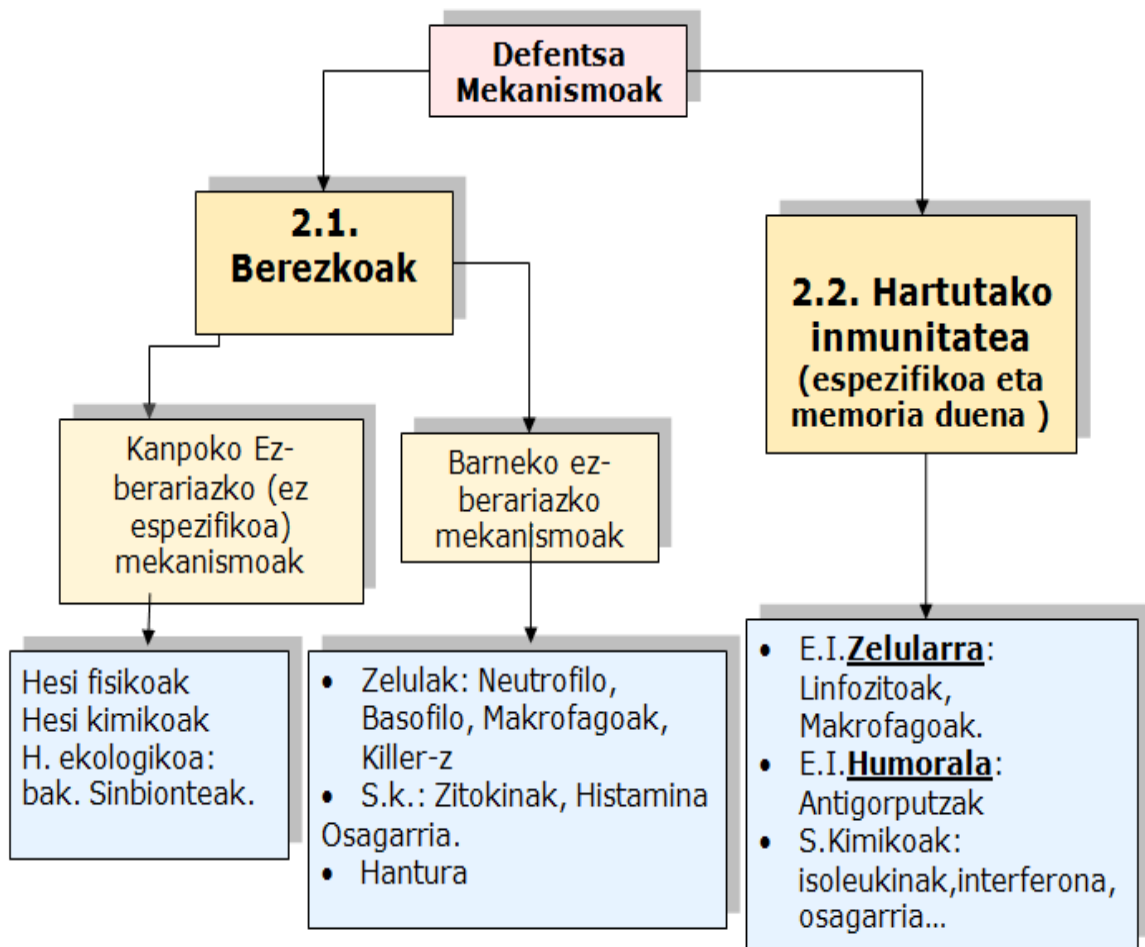 Defentsa
Mekanismoak
2.1.
Berezkoak
2.2. Hartutako
inmunitatea
(espezifikoa eta
memoria duena )
Kanpoko Ez-
berariazko (ez
espezifikoa)
mekanismoak
Barneko ez-
berariazko
mekanismoak
Hesi fisikoak
Hesi kimikoak
H. ekologikoa:
bak. Sinbionteak.
• Zelulak: Neutrofilo,
Basofilo, Makrofagoak,
Killer-z
• S.k.: Zitokinak, Histamina
Osagarria.
• Hantura
• E.I.Zelularra:
Linfozitoak,
Makrofagoak.
• E.I.Humorala:
Antigorputzak
• S.Kimikoak:
isoleukinak,interferona,
osagarria...